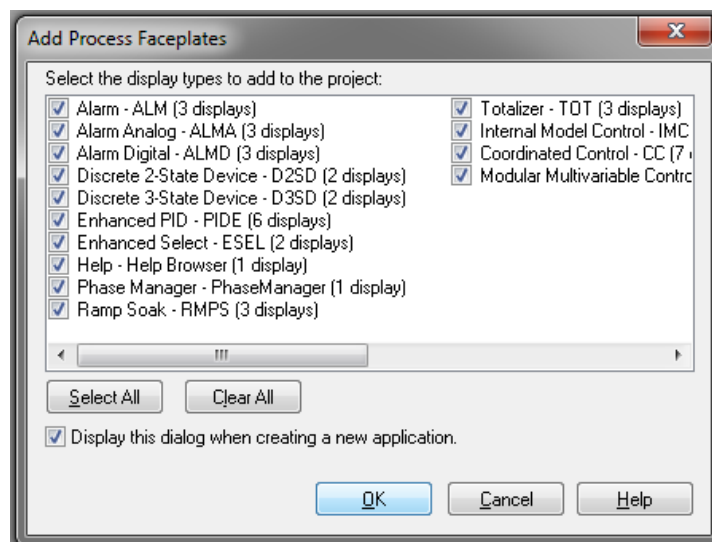 Add Process Faceplates
Select the display types to add to the project:
Alarm - ALM (3 displays)
Alarm Analog - ALMA (3 displays)
Alarm Digital - ALMD (3 displays)
Discrete 2-State Device - D2SD (2 displays)
Discrete 3-State Device - D3SD (2 displays)
Enhanced PID - PIDE (6 displays)
Enhanced Select - ESEL (2 displays)
Help - Help Browser (1 display)
Phase Manager - PhaseManager (1 display)
Ramp Soak - RMPS (3 displays)
Totalizer - TOT (3 displays)
Internal Model Control - IMC
Coordinated Control - CC (7
Modular Multivariable Contrc
Select All
Clear All
Display this dialog when creating a new application.
OK
Cancel
Help